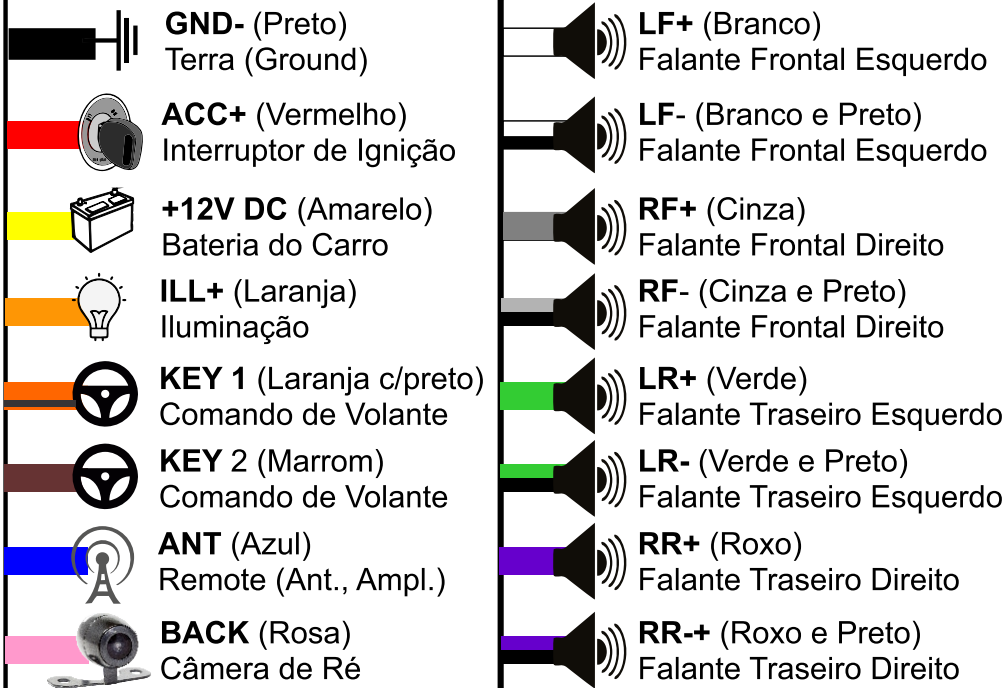 GND- (Preto)
Terra (Ground)
ACC+ (Vermelho)
Interruptor de Ignição
+12V DC (Amarelo)
Bateria do Carro
ILL+ (Laranja)
Iluminação
KEY 1 (Laranja c/preto)
Comando de Volante
KEY 2 (Marrom)
Comando de Volante
ANT (Azul)
Remote (Ant., Ampl.)
BACK (Rosa)
Câmera de Ré
LF+ (Branco)
Falante Frontal Esquerdo
LF- (Branco e Preto)
Falante Frontal Esquerdo
RF+ (Cinza)
Falante Frontal Direito
RF- (Cinza e Preto)
Falante Frontal Direito
LR+ (Verde)
Falante Traseiro Esquerdo
LR- (Verde e Preto)
Falante Traseiro Esquerdo
RR+ (Roxo)
Falante Traseiro Direito
RR-+ (Roxo e Preto)
Falante Traseiro Direito